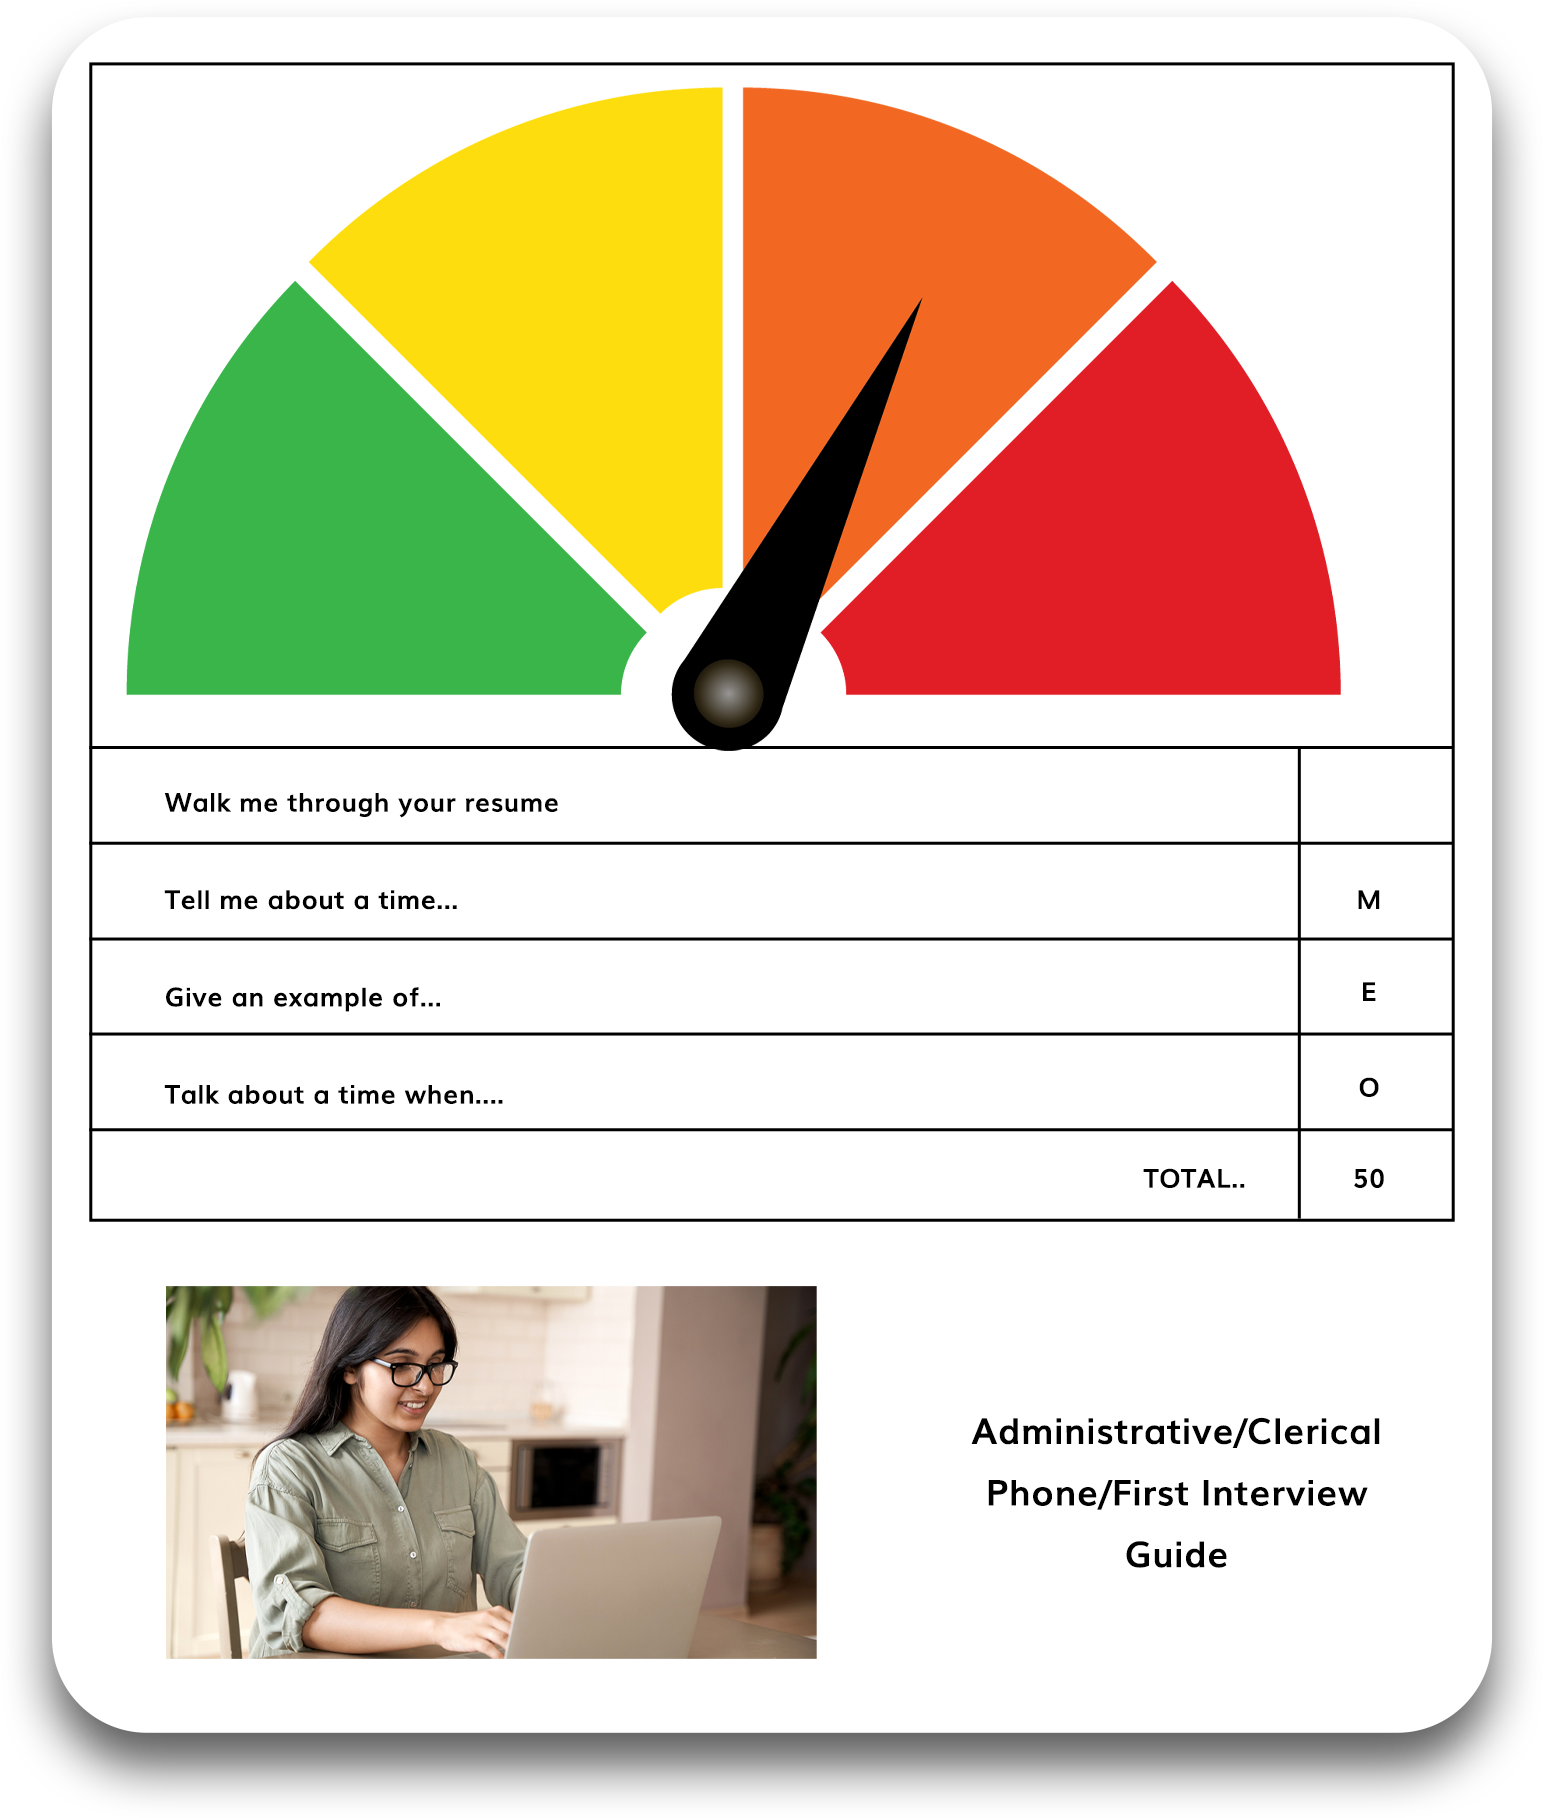 Walk me through your resume
Tell me about a time...
M
Give an example of...
E
Talk about a time when....
O
TOTAL..
50
Administrative/Clerical
Phone/First Interview
Guide